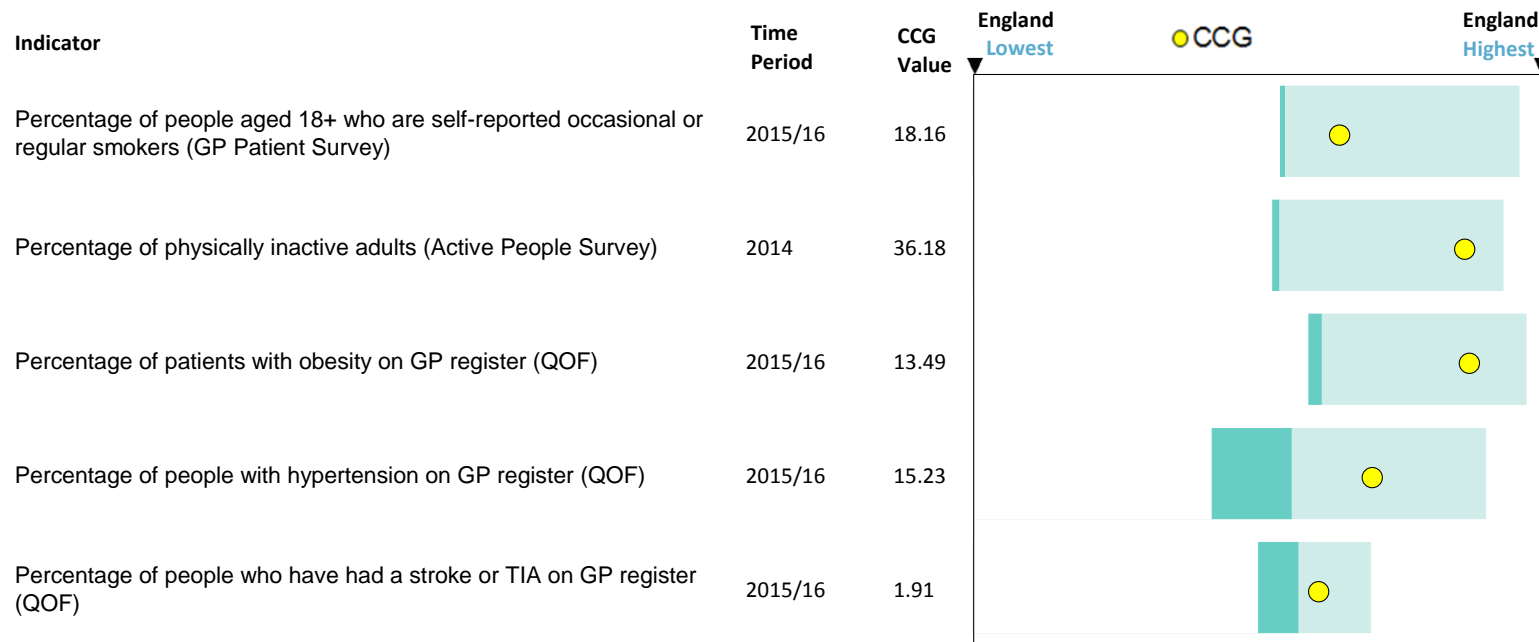 Indicator
Time Period
CCG Value
England Lowest
CCG
England Highest
Percentage of people aged 18+ who are self-reported occasional or
regular smokers (GP Patient Survey)
2015/16
18.16
Percentage of physically inactive adults (Active People Survey)
2014
36.18
Percentage of patients with obesity on GP register (QOF)
2015/16
13.49
Percentage of people with hypertension on GP register (QOF)
2015/16
15.23
Percentage of people who have had a stroke or TIA on GP register
(QOF)
2015/16
1.91